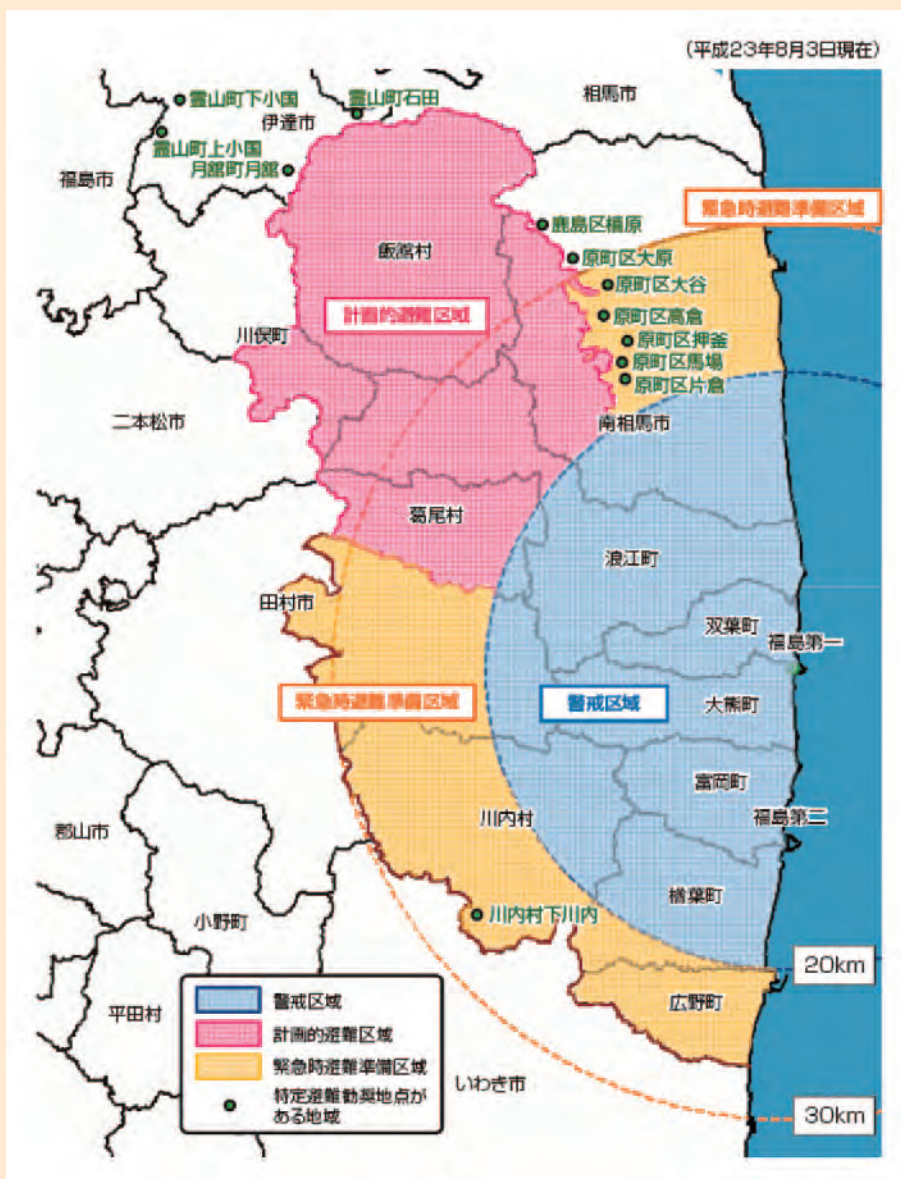 (平成23年8月3日現在)
霊山町下小国
霊山町石田
相馬市
伊達市
霊山町上小国
月舘町月舘
福島市
緊急時避難準備区域
鹿島区橲原
飯舘村
原町区大原
原町区大谷
計画的避難区域
原町区高倉
川俣町
原町区押釜
原町区馬場
原町区片倉
二本松市
南相馬市
葛尾村
浪江町
田村市
双葉町
福島第一
緊急時避難準備区域
警戒区域
大熊町
富岡町
川内村
福島第二
郡山市
楢葉町
川内村下川内
小野町
20km
警戒区域
広野町
平田村
計画的避難区域
緊急時避難準備区域
特定避難勧奨地点が
ある地域
いわき市
30km